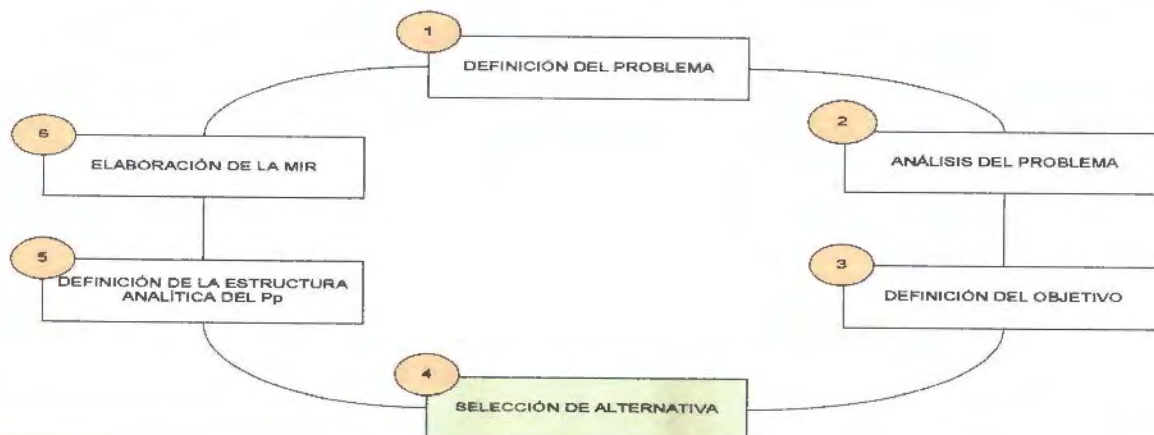 1
DEFINICIÓN DEL PROBLEMA
2
ANÁLISIS DEL PROBLEMA
3
DEFINICIÓN DEL OBJETIVO
4
SELECCIÓN DE ALTERNATIVA
5
DEFINICIÓN DE LA ESTRUCTURA
ANALÍTICA DEL Pp
6
ELABORACIÓN DE LA MIR